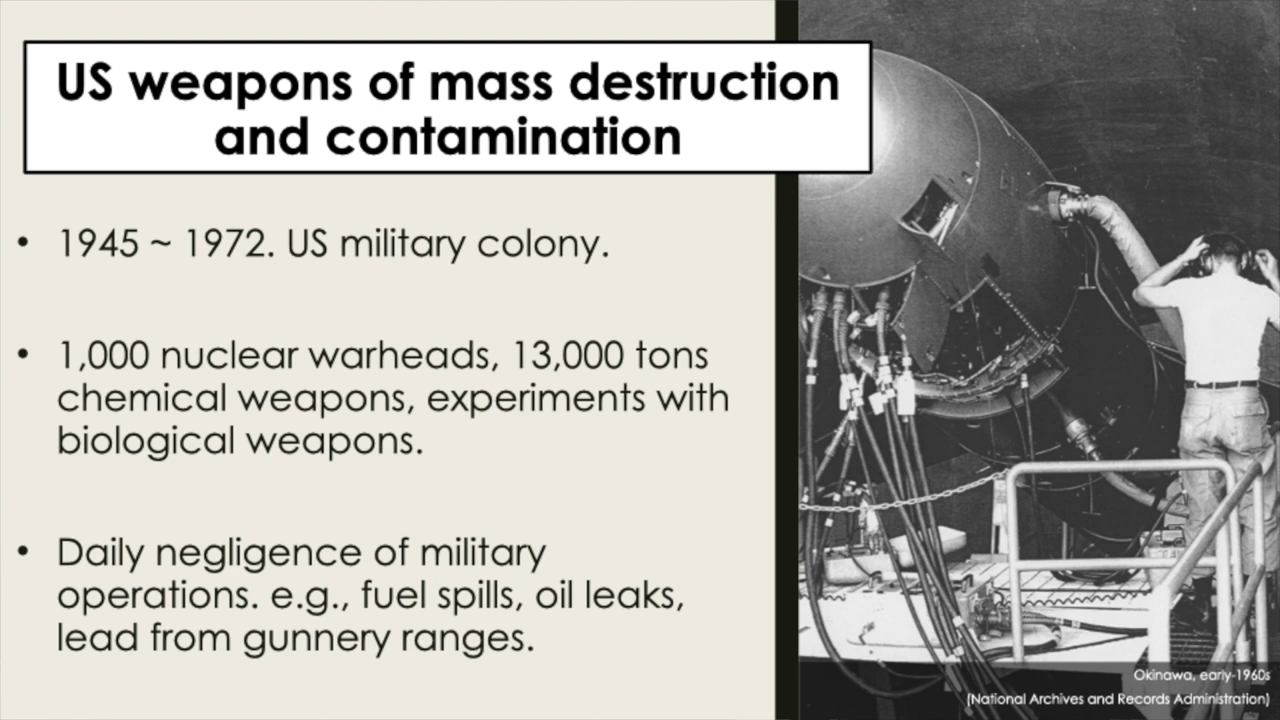 US weapons of mass destruction
and contamination
• 1945 ~ 1972. US military colony.
• 1,000 nuclear warheads, 13,000 tons
chemical weapons, experiments with
biological weapons.
• Daily negligence of military
operations. e.g., fuel spills, oil leaks,
lead from gunnery ranges.
Okinawa, early-1960s
(National Archives and Records Administration)